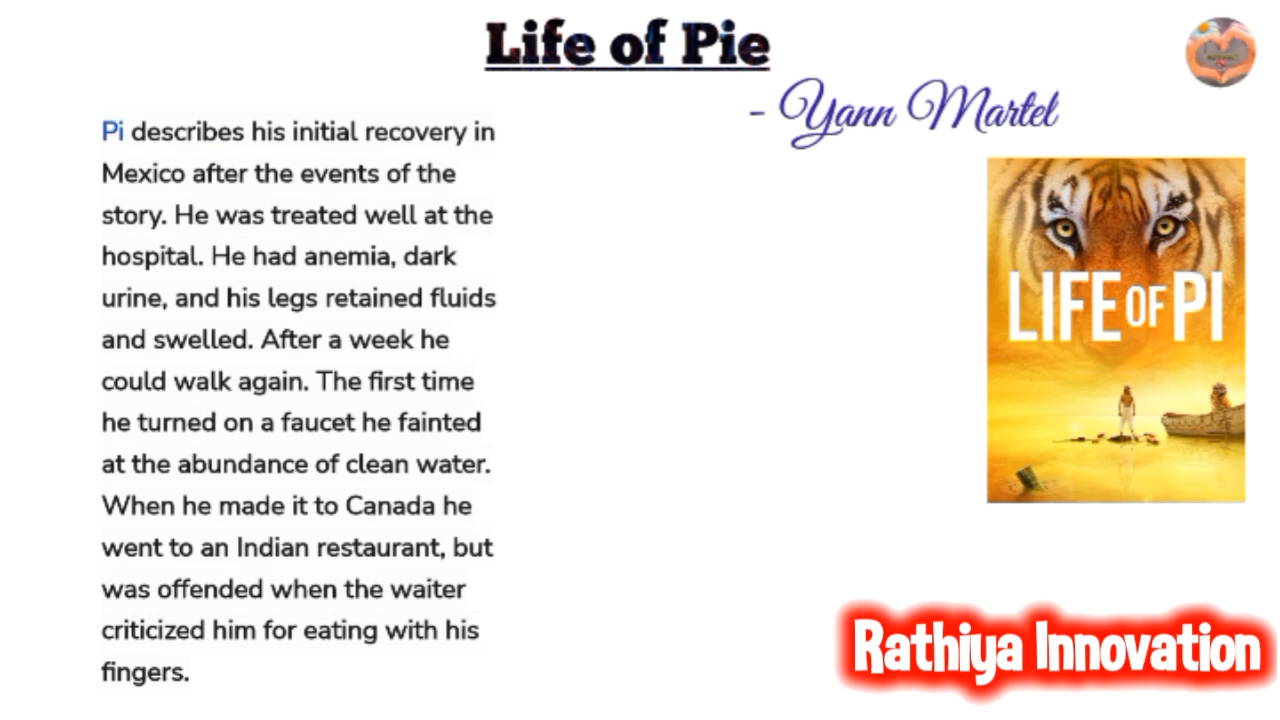 Life of Pie
- Yann Martel
Pi describes his initial recovery in
Mexico after the events of the
story. He was treated well at the
hospital. He had anemia, dark
urine, and his legs retained fluids
and swelled. After a week he
could walk again. The first time
he turned on a faucet he fainted
at the abundance of clean water.
When he made it to Canada he
went to an Indian restaurant, but
was offended when the waiter
criticized him for eating with his
fingers.
LIFE OF PI
Rathiya Innovation